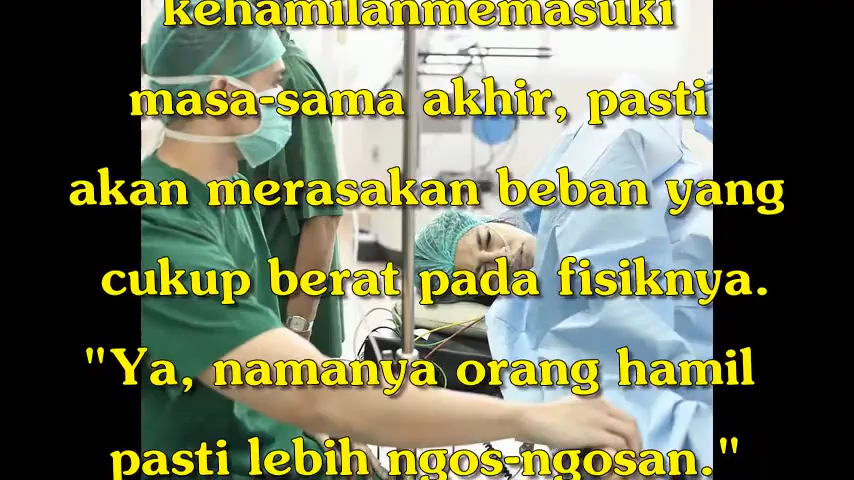 kehamilanmemasuki
masa-sama akhir, pasti
akan merasakan beban yang
cukup berat pada fisiknya.
"Ya, namanya orang hamil
pasti lebih ngos-ngosan."